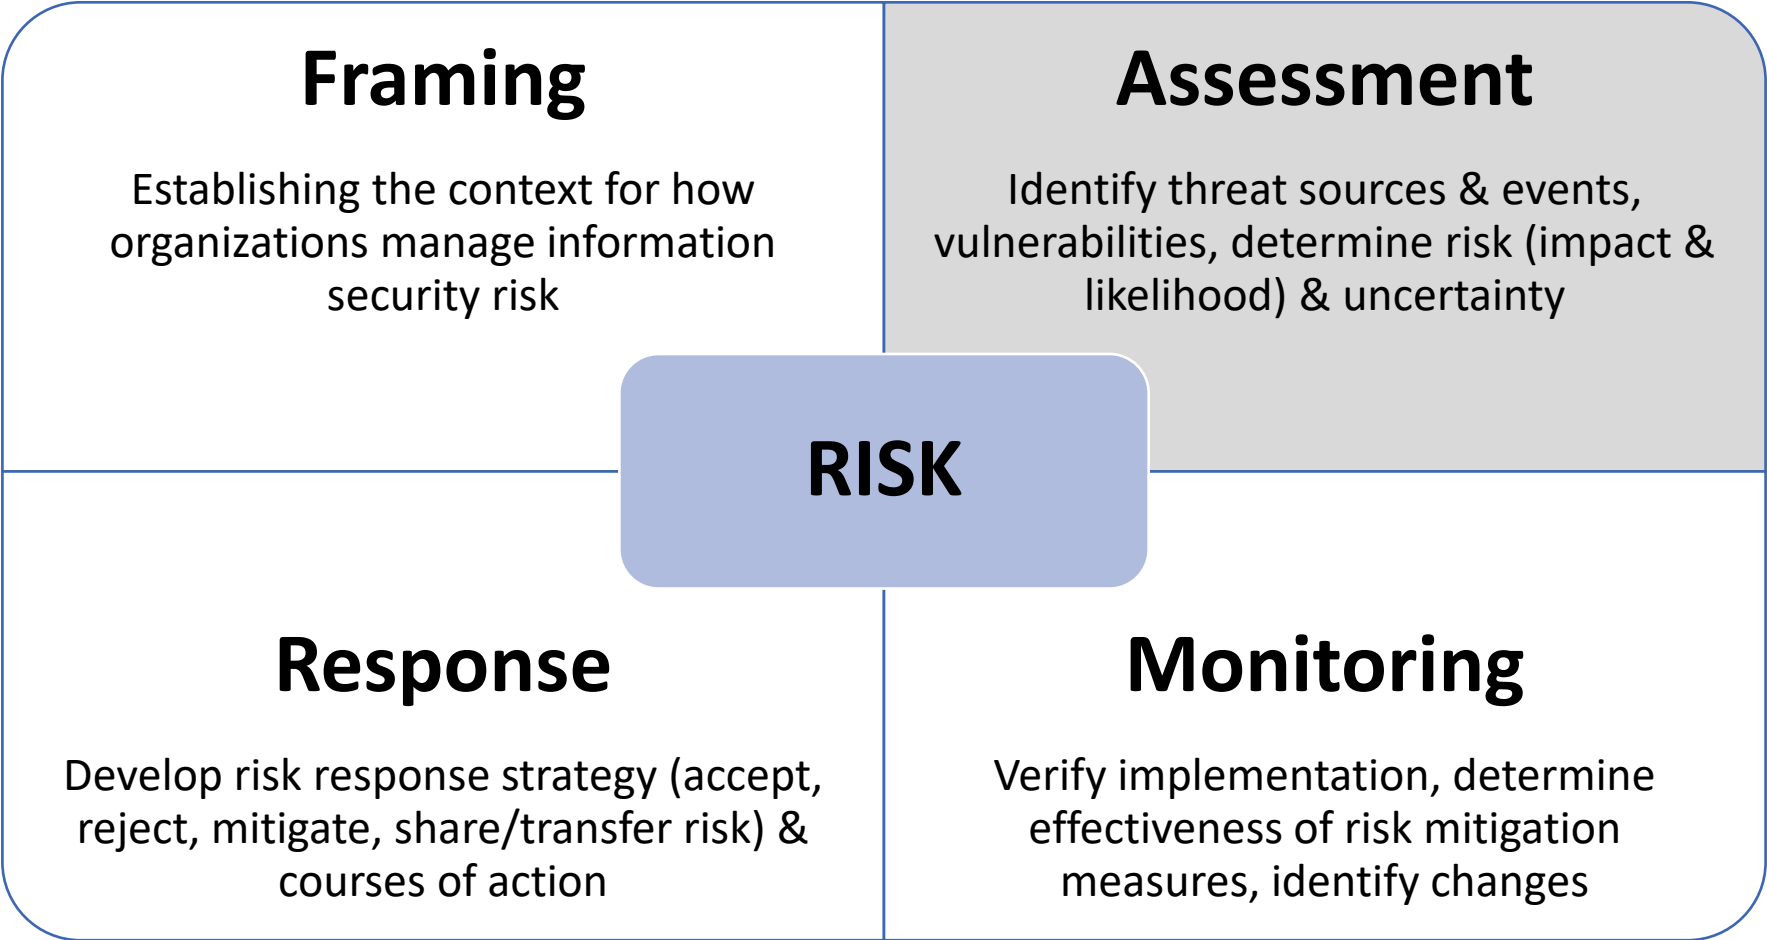 Framing
Establishing the context for how
organizations manage information
security risk
Assessment
Identify threat sources & events,
vulnerabilities, determine risk (impact &
likelihood) & uncertainty
RISK
Response
Develop risk response strategy (accept,
reject, mitigate, share/transfer risk) &
courses of action
Monitoring
Verify implementation, determine
effectiveness of risk mitigation
measures, identify changes